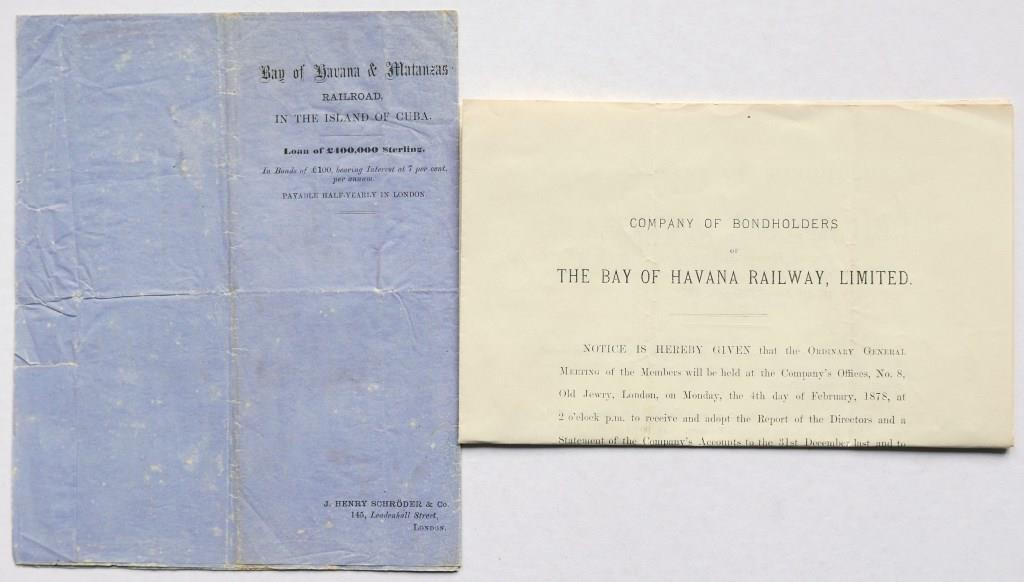 Bay of Havana & Matanzas
RAILROAD,
IN THE ISLAND OF CUBA.
Loan of £400,000 Sterling,
In Bonds of £100, bearing Interest at 7 per cent.
per annum.
PAYABLE HALF-YEARLY IN LONDON
J. HENRY SCHRÖDER & Co.
145, Leadenhall Street,
LONDON.
COMPANY OF BONDHOLDERS
OF
THE BAY OF HAVANA RAILWAY, LIMITED.
NOTICE IS HEREBY GIVEN that the ORDINARY GENERAL
MEETING of the Members will be held at the Company's Offices, No. 8,
Old Jewry, London, on Monday, the 4th day of February, 1878, at
2 o'clock p.m. to receive and adopt the Report of the Directors and a
Statement of the Company's Accounts to the 31st December last and to